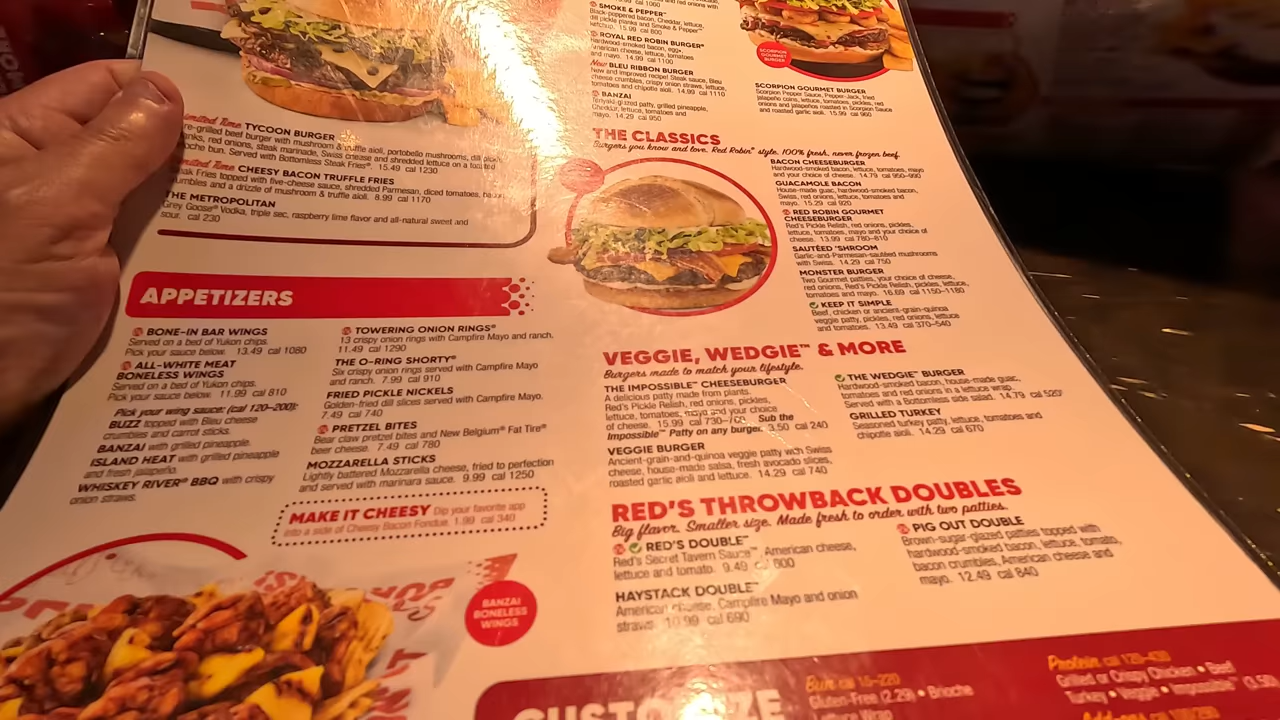 Limited Time TYCOON BURGER
re-grilled beef burger with mushroom & truffle aioli, portobello mushrooms, dill pickle
anks, red onions, steak marinade, Swiss crescue and shredded lettuce on a toasted
oche bun. Served with Bottomless Steak Fries®. 15.49 cal 1230
Limited Time CHEESY BACON TRUFFLE FRIES
eak Fries topped with five-cheese sauce, shredded Parmesan, diced tomatoes, bacon
umbles and a drizzle of mushroom & truffle aioli. 8.99 cal 1170
THE METROPOLITAN
Grey Goose® Vodka, triple sec, raspberry lime flavor and all-natural sweet and
sour. cal 230
APPETIZERS
BONE-IN BAR WINGS
Served on a bed of Yukon chips.
Pick your sauce below. 13.49 cal 1080
ALL-WHITE MEAT
BONELESS WINGS
Served on a bed of Yukon chips.
Pick your sauce below. 11.99 cal 810
Pick your wing sauce: (cal 120-200):
BUZZ topped with Bleu cheese
crumbles and carrot sticks.
BANZAI with grilled pineapple.
ISLAND HEAT with grilled pineapple
and fresh jalapeño.
WHISKEY RIVER® BBQ with crispy
onion straws.
TOWERING ONION RINGS®
13 crispy onion rings with Campfire Mayo and ranch.
11.49 cal 1290
THE O-RING SHORTY®
Six crispy onion rings served with Campfire Mayo
and ranch. 7.99 cal 910
FRIED PICKLE NICKELS
Golden-fried dill slices served with Campfire Mayo.
7.49 cal 740
PRETZEL BITES
Bear claw pretzel bites and New Belgium® Fat Tire®
beer cheese. 7.49 cal 780
MOZZARELLA STICKS
Lightly battered Mozzarella cheese, fried to perfection
and served with marinara sauce. 9.99 cal 1250
MAKE IT CHEESY Dip your favorite app
into a side of Cheesy Bacon Fondue. 1.99 cal 340
BANZAI
BONELESS
WINGS
and red onions with
cal 1060
SMOKE & PEPPER™
Black-peppered bacon, Cheddar, lettuce,
dill pickle planks and Smoke & Pepper™
ketchup. 15.99 cal 800
ROYAL RED ROBIN BURGER®
Hardwood-smoked bacon, egg,
American cheese, lettuce, tomatoes
and mayo. 14.99 cal 1100
New BLEU RIBBON BURGER
New and improved recipe! Steak sauce, Bleu
cheese crumbles, crispy onion straws, lettuce,
tomatoes and chipotle aioli. 14.29 cal 1110
BANZAI
Teriyaki-glazed patty, grilled pineapple,
Cheddar, lettuce, tomatoes and
mayo. 14.29 cal 950
SCORPION
GOURMET
BURGER
SCORPION GOURMET BURGER
Scorpion Pepper Sauce, Pepper-Jack, fried
jalapeño coins, lettuce, tomatoes, pickles, red
onions and jalapeños roasted in Scorpion Sauce
and roasted garlic aioli. 15.99 cal 960
THE CLASSICS
Burgers you know and love. Red Robin® style. 100% fresh, never frozen beef.
BACON CHEESEBURGER
Hardwood-smoked bacon, lettuce, tomatoes, mayo
and your choice of cheese. 14.79 cal 950-990
GUACAMOLE BACON
House-made guac, hardwood-smoked bacon,
Swiss, red onions, lettuce, tomatoes and
mayo. 15.29 cal 920
RED ROBIN GOURMET
CHEESEBURGER
Red's Pickle Relish, red onions, pickles,
lettuce, tomatoes, mayo and your choice of
cheese. 13.99 cal 780-810
SAUTÉED 'SHROOM
Garlic-and-Parmesan-sautéed mushrooms
with Swiss. 14.29 cal 750
MONSTER BURGER
Two Gourmet patties, your choice of cheese,
red onions, Red's Pickle Relish, pickles, lettuce,
tomatoes and mayo. 16.69 cal 1150-1180
KEEP IT SIMPLE
Beef, chicken or ancient-grain-quinoa
veggie patty, pickles, red onions, lettuce
and tomatoes. 13.49 cal 370-540
VEGGIE, WEDGIE™ & MORE
Burgers made to match your lifestyle.
THE IMPOSSIBLE™ CHEESEBURGER
A delicious patty made from plants.
Red's Pickle Relish, red onions, pickles,
lettuce, tomatoes, mayo and your choice
of cheese. 15.99 cal 730-760 Sub the
Impossible™ Patty on any burger. 3.50 cal 240
VEGGIE BURGER
Ancient-grain-and-quinoa veggie patty with Swiss
cheese, house-made salsa, fresh avocado slices,
roasted garlic aioli and lettuce. 14.29 cal 740
THE WEDGIE™ BURGER
Hardwood-smoked bacon, house-made guac,
tomatoes and red onions in a lettuce wrap.
Served with a Bottomless side salad. 14.79 cal 520
GRILLED TURKEY
Seasoned turkey patty, lettuce, tomatoes and
chipotle aioli. 14.29 cal 670
RED'S THROWBACK DOUBLES
Big flavor. Smaller size. Made fresh to order with two patties.
RED'S DOUBLE™
Red's Secret Tavern Sauce™, American cheese,
lettuce and tomato. 9.49 cal 600
HAYSTACK DOUBLE™
American cheese, Campfire Mayo and onion
straws. 10.99 cal 690
PIG OUT DOUBLE
Brown-sugar-glazed patties topped with
hardwood-smoked bacon, lettuce, tomato,
bacon crumbles, American cheese and
mayo. 12.49 cal 840
Bun cal 15-220
Gluten-Free (2.29) • Brioche
Lettuce Wrap
Protein cal 120-430
Grilled or Crispy Chicken • Beef
Turkey • Veggie • Impossible™ (3.50)